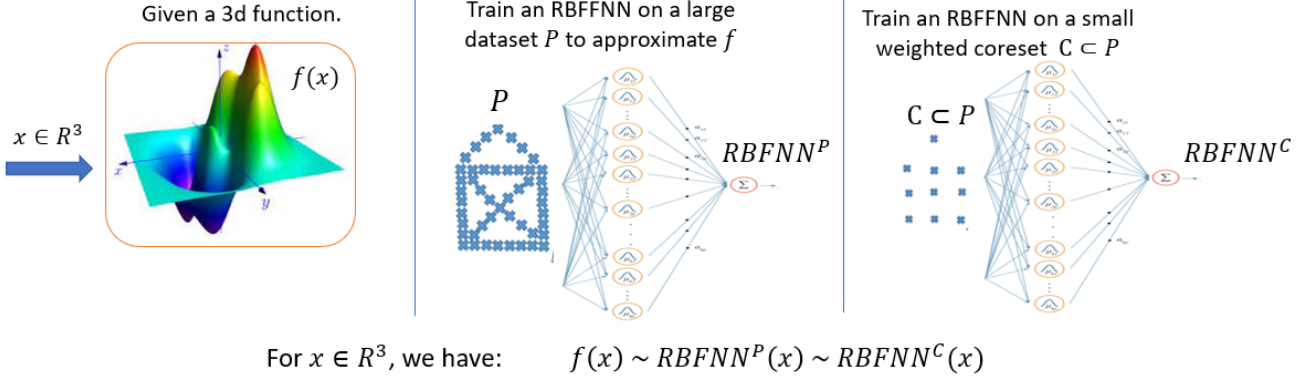 Given a 3d function.
f(x)
x ∈ R³
z
x
y
Train an RBFFNN on a large
dataset P to approximate f
P
Σ
RBFNN^P
Train an RBFFNN on a small
weighted coreset C ⊂ P
C ⊂ P
Σ
RBFNN^C
For x ∈ R³, we have: f(x) ~ RBFNN^P(x) ~ RBFNN^C(x)